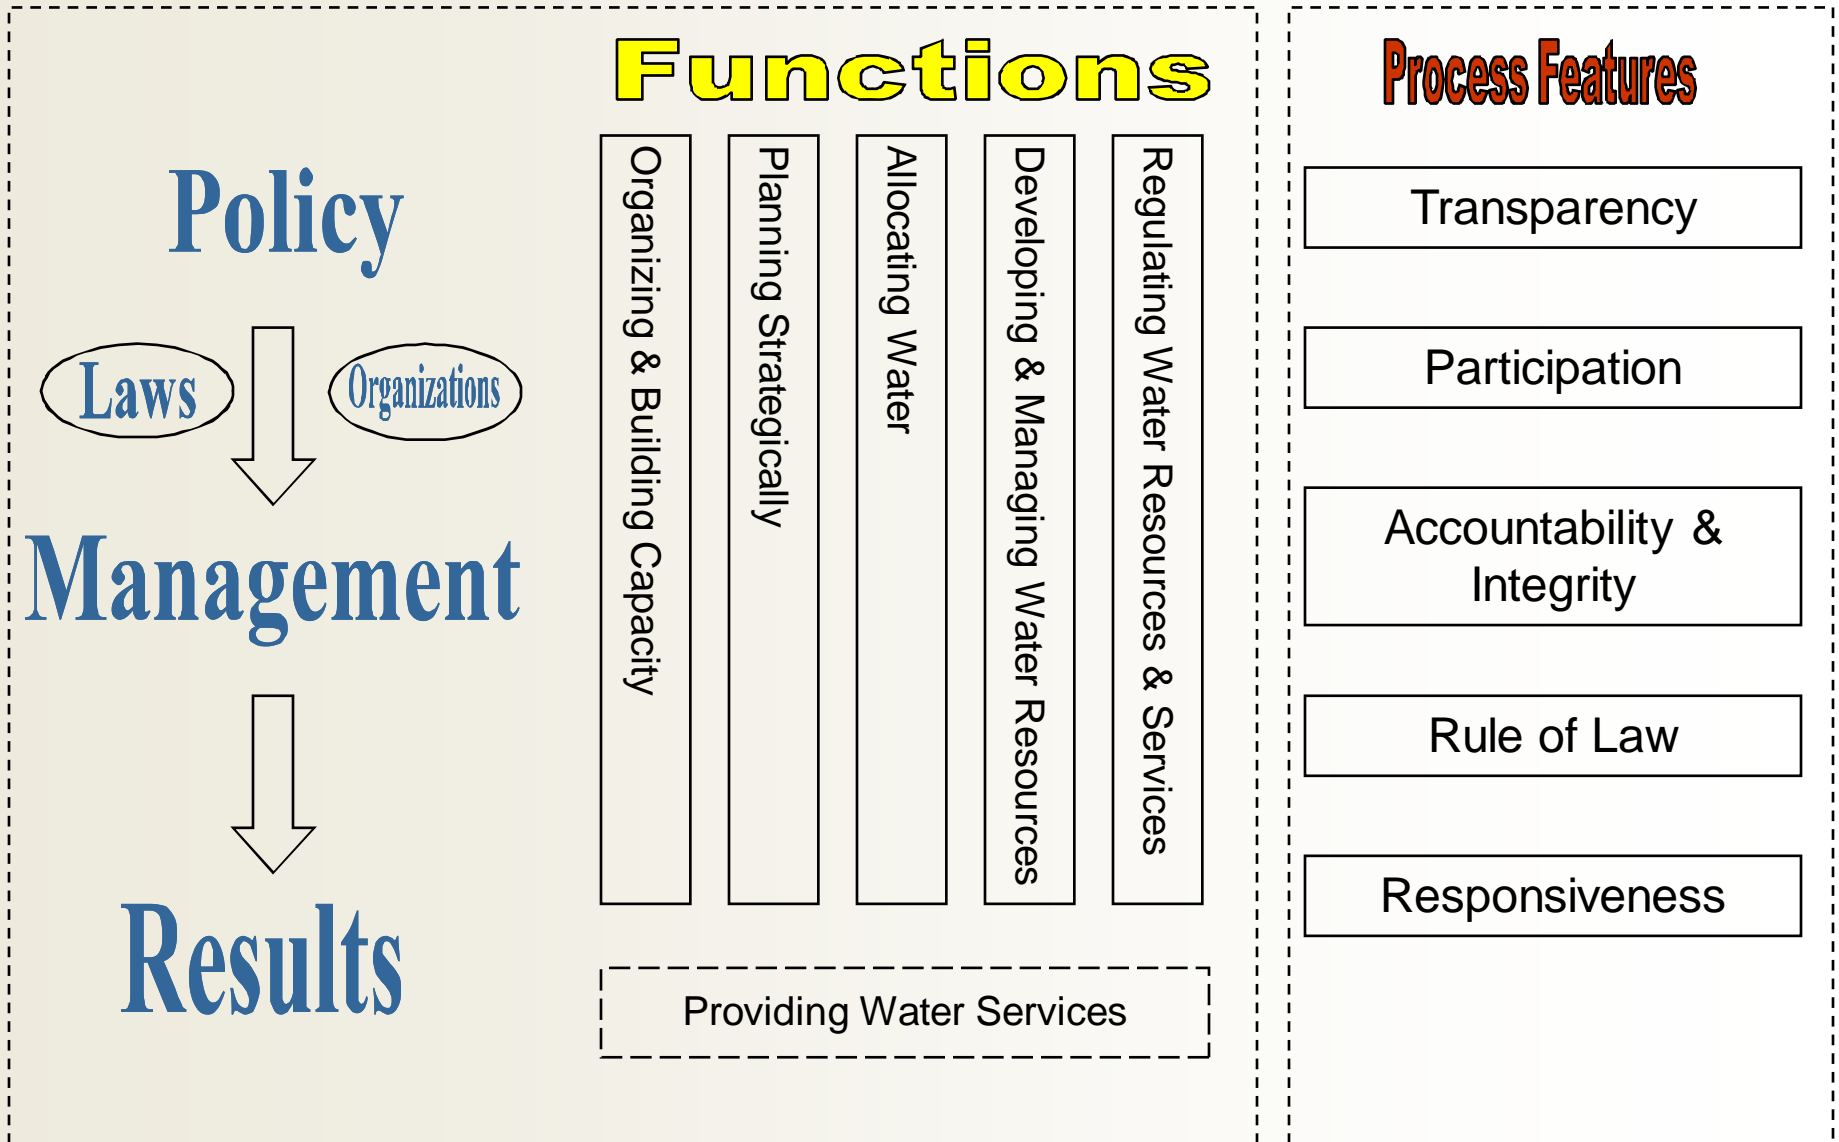 Functions
Process Features
Policy
Laws
Organizations
Management
Results
Organizing & Building Capacity
Planning Strategically
Allocating Water
Developing & Managing Water Resources
Regulating Water Resources & Services
Providing Water Services
Transparency
Participation
Accountability &
Integrity
Rule of Law
Responsiveness